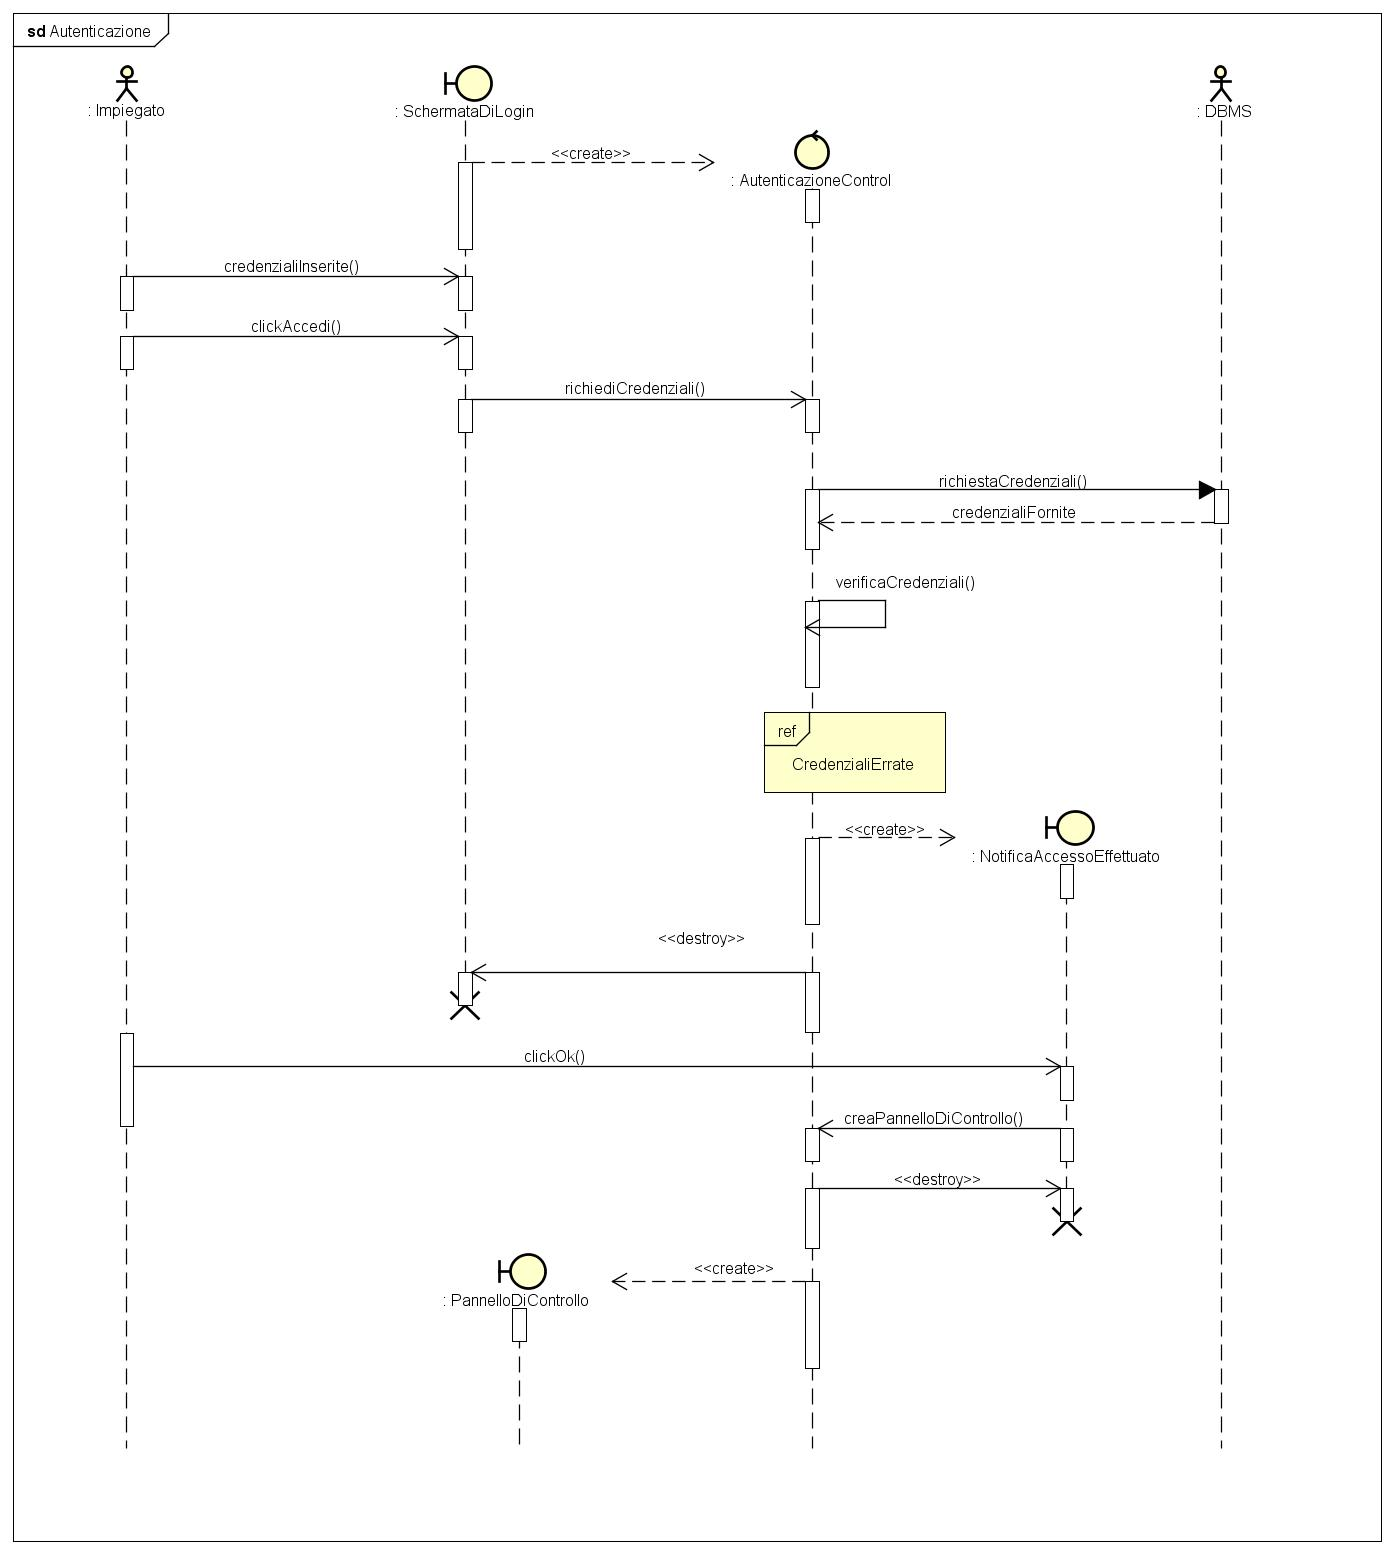 sd Autenticazione
: Impiegato
: SchermataDiLogin
: DBMS
<<create>>
: AutenticazioneControl
credenzialiInserite()
clickAccedi()
richiediCredenziali()
richiestaCredenziali()
credenzialiFornite
verificaCredenziali()
ref
CredenzialiErrate
<<create>>
: NotificaAccessoEffettuato
<<destroy>>
clickOk()
creaPannelloDiControllo()
<<destroy>>
<<create>>
: PannelloDiControllo